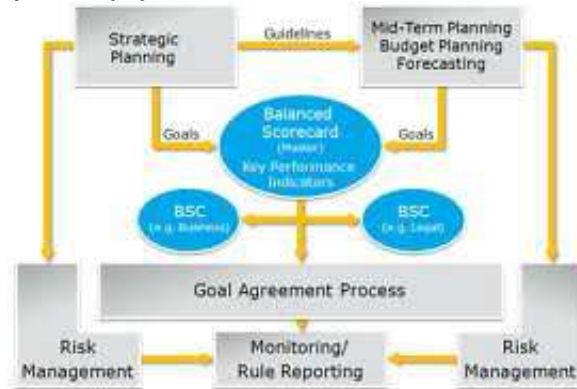 Strategic
Planning
Guidelines
Mid-Term Planning
Budget Planning
Forecasting
Goals
Goals
Balanced
Scorecard
(Master)
Key Performance
Indicators
BSC
(e.g. Business)
BSC
(e.g. Legal)
Goal Agreement Process
Risk
Management
Monitoring/
Rule Reporting
Risk
Management